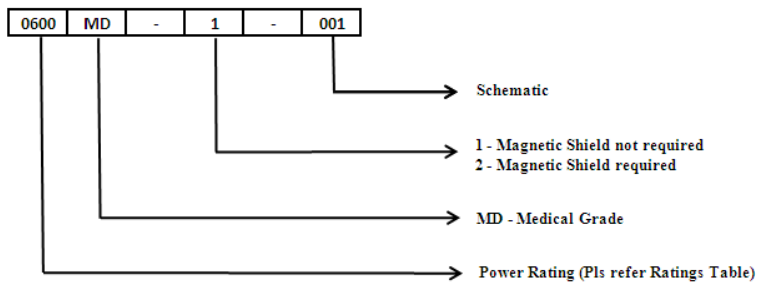 0600 MD - 1 - 001
Schematic
1 - Magnetic Shield not required
2 - Magnetic Shield required
MD - Medical Grade
Power Rating (Pls refer Ratings Table)